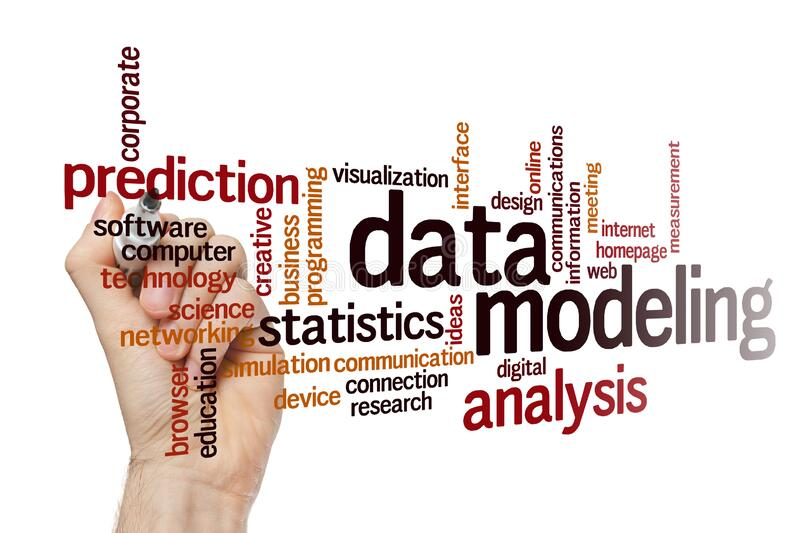 corporate
prediction
visualization
software
computer
technology
science
networking
creative
business
programming
interface
data
design
online
communications
information
meeting
internet
homepage
web
measurement
statistics
ideas
modeling
simulation
communication
connection
device
research
digital
analysis
browser
education